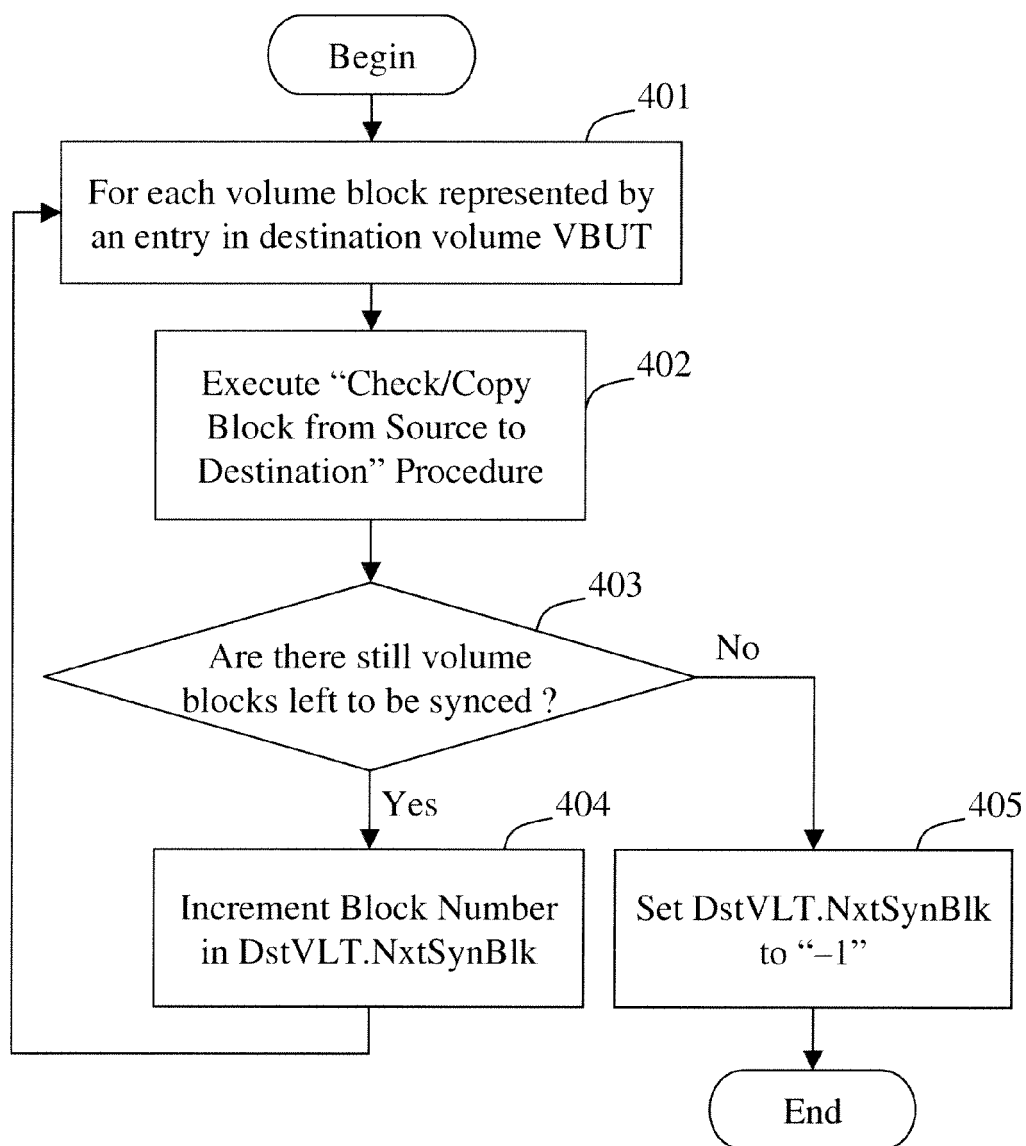 Begin
401
For each volume block represented by
an entry in destination volume VBUT
402
Execute “Check/Copy
Block from Source to
Destination” Procedure
403
Are there still volume
blocks left to be synced ?
No
Yes
404
Increment Block Number
in DstVLT.NxtSynBlk
405
Set DstVLT.NxtSynBlk
to “–1”
End